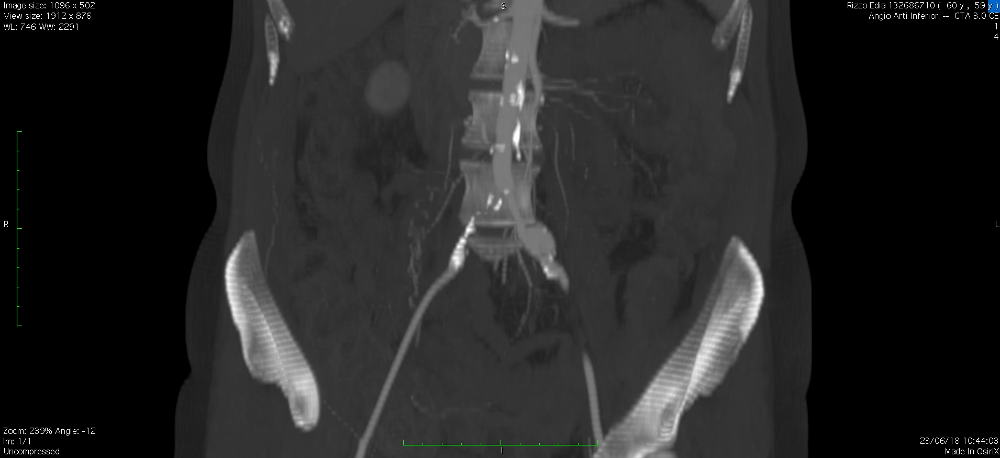 Image size: 1096 x 502
View size: 1912 x 876
WL: 746 WW: 2291
S
Rizzo Edia 132686710 ( 60 y , 59 y )
Angio Arti Inferiori -- CTA 3.0 CE
1
4
R
L
Zoom: 239% Angle: -12
Im: 1/1
Uncompressed
I
23/06/18 10:44:03
Made In OsiriX